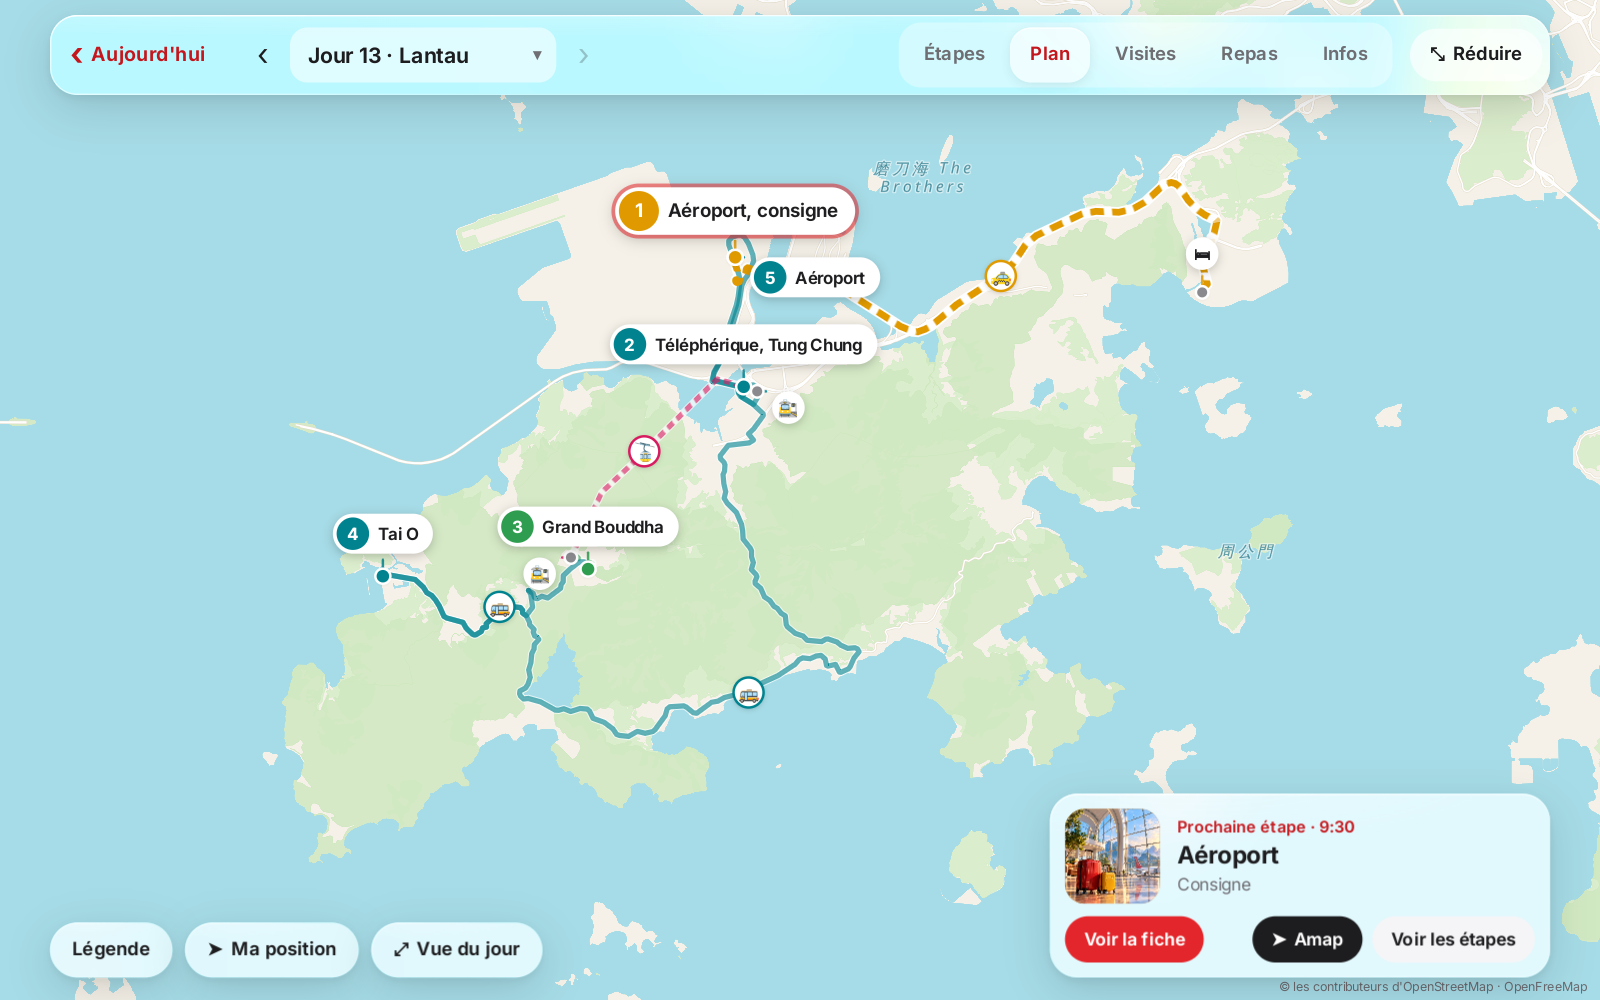 Aujourd'hui
Jour 13 · Lantau
Étapes
Plan
Visites
Repas
Infos
Réduire
磨刀海 The
Brothers
1 Aéroport, consigne
5 Aéroport
2 Téléphérique, Tung Chung
3 Grand Bouddha
4 Tai O
周公門
Prochaine étape · 9:30
Aéroport
Consigne
Voir la fiche
Amap
Voir les étapes
Légende
Ma position
Vue du jour
© les contributeurs d'OpenStreetMap · OpenFreeMap